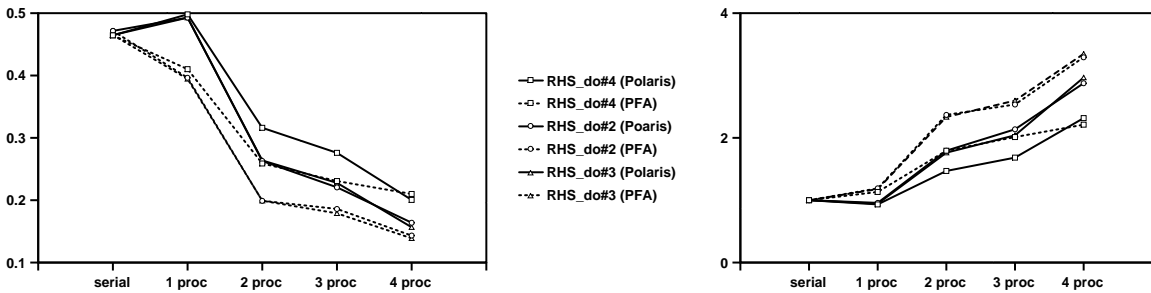 0.5
0.4
0.3
0.2
0.1
serial 1 proc 2 proc 3 proc 4 proc
RHS_do#4 (Polaris)
RHS_do#4 (PFA)
RHS_do#2 (Poaris)
RHS_do#2 (PFA)
RHS_do#3 (Polaris)
RHS_do#3 (PFA)
4
2
0
serial 1 proc 2 proc 3 proc 4 proc